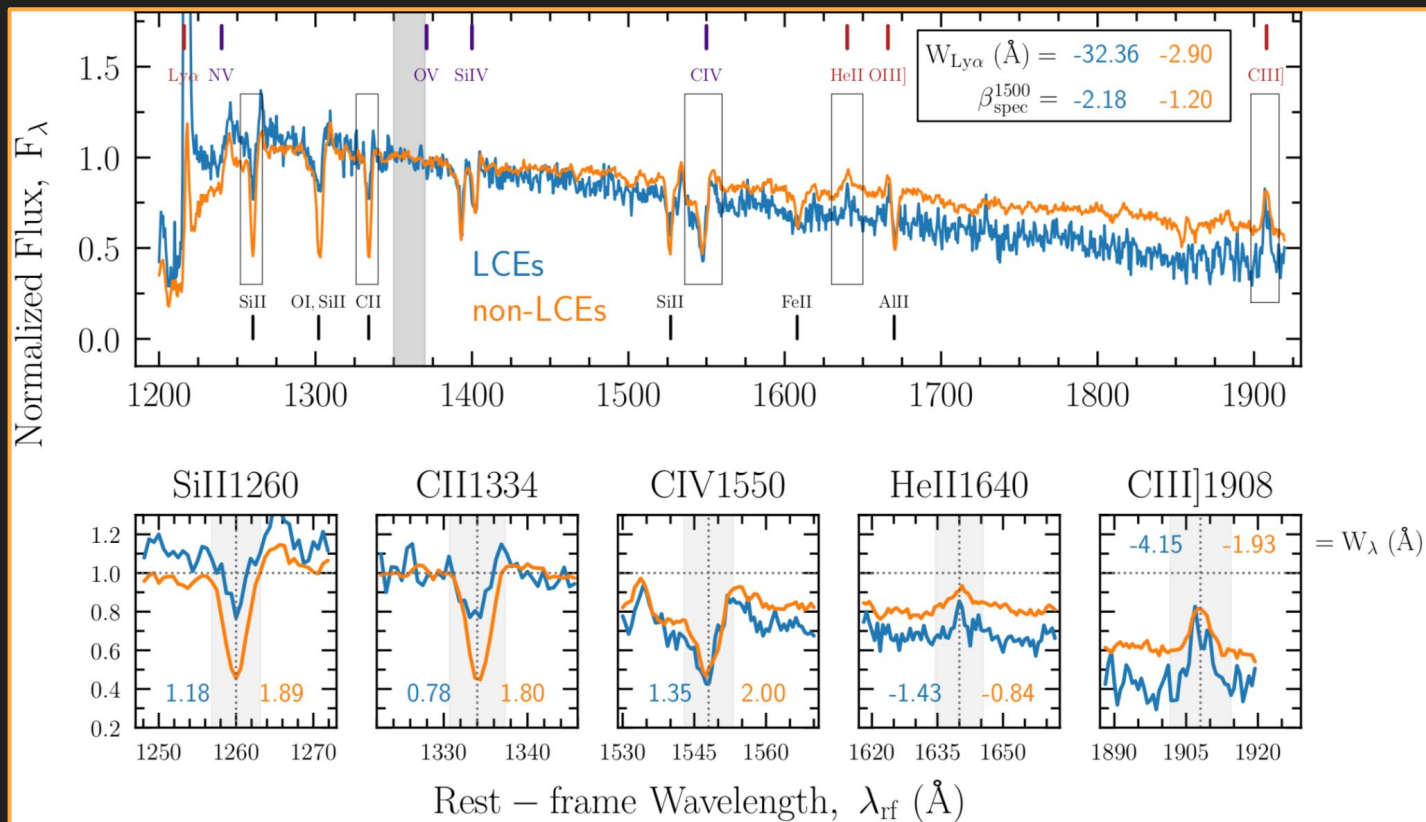 Normalized Flux, F_λ
1.5
1.0
0.5
0.0
Lyα NV OV SiIV CIV HeII OIII] CIII]
W_Lyα (Å) = -32.36 -2.90
β^1500_spec = -2.18 -1.20
LCEs
non-LCEs
SiII OI, SiII CII SiII FeII AlII
1200 1300 1400 1500 1600 1700 1800 1900
SiII1260 CII1334 CIV1550 HeII1640 CIII]1908
1.2
1.0
0.8
0.6
0.4
0.2
1.18 1.89
0.78 1.80
1.35 2.00
-1.43 -0.84
-4.15 -1.93
= W_λ (Å)
1250 1260 1270
1330 1340
1530 1545 1560
1620 1635 1650
1890 1905 1920
Rest – frame Wavelength, λ_rf (Å)